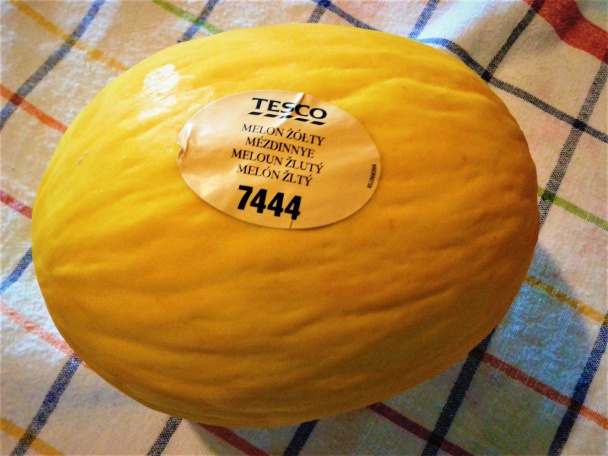 TESCO
MELON ŻÓŁTY
MÉZDINNYE
MELOUN ŽLUTÝ
MELÓN ŽLTÝ
7444